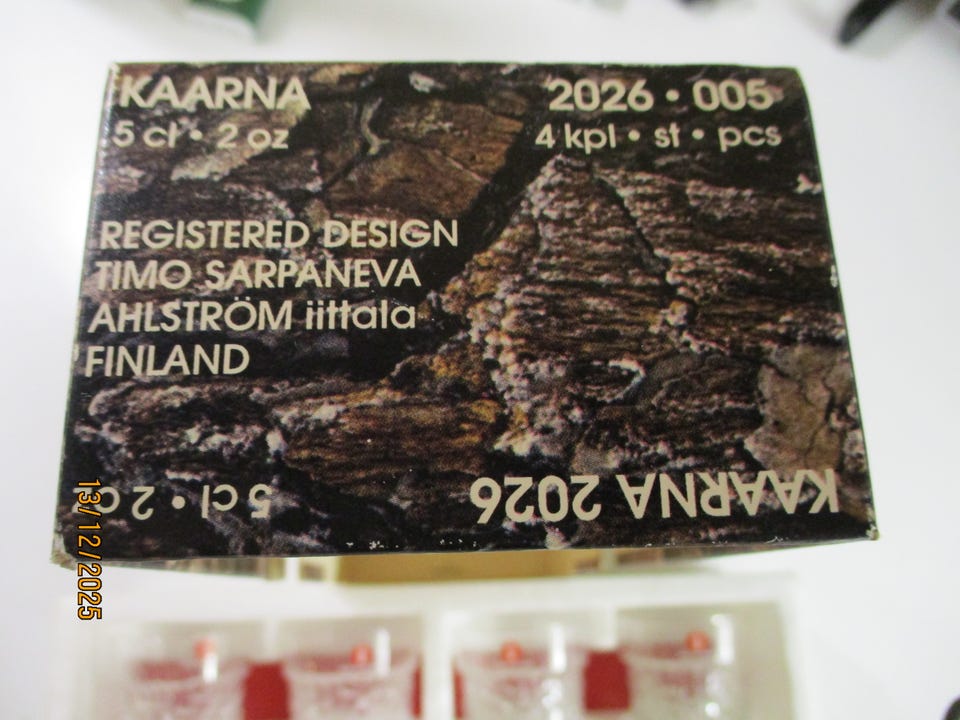 KAARNA
5 cl • 2 oz
2026 • 005
4 kpl • st • pcs
REGISTERED DESIGN
TIMO SARPANEVA
AHLSTRÖM iittala
FINLAND
KAARNA 2026
5 cl • 2 o
13/12/2025